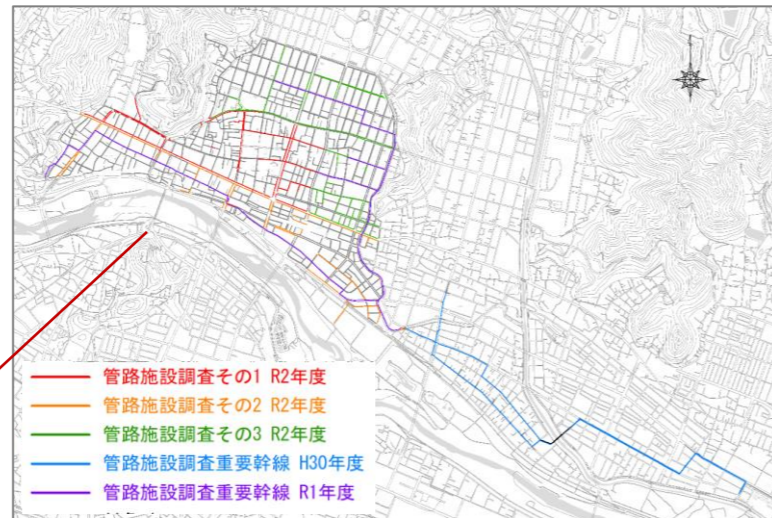 管路施設調査その1 R2年度
管路施設調査その2 R2年度
管路施設調査その3 R2年度
管路施設調査重要幹線 H30年度
管路施設調査重要幹線 R1年度